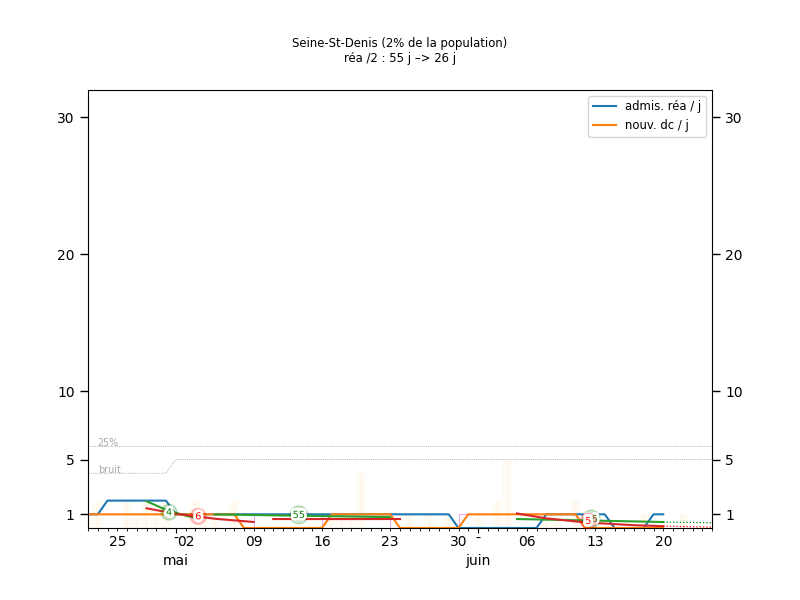 Seine-St-Denis (2% de la population)
réa /2 : 55 j –> 26 j
admis. réa / j
nouv. dc / j
30 30
20 20
10 10
25%
5 5
bruit
1 1
4 6 55 5
25 02 09 16 23 30 - 06 13 20
mai juin